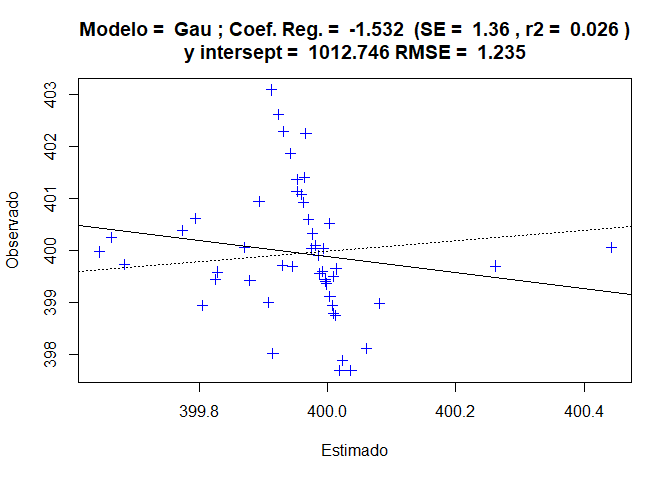 Modelo = Gau ; Coef. Reg. = -1.532 (SE = 1.36 , r2 = 0.026 )
y intersept = 1012.746 RMSE = 1.235
403
402
401
400
399
398
Observado
399.8 400.0 400.2 400.4
Estimado